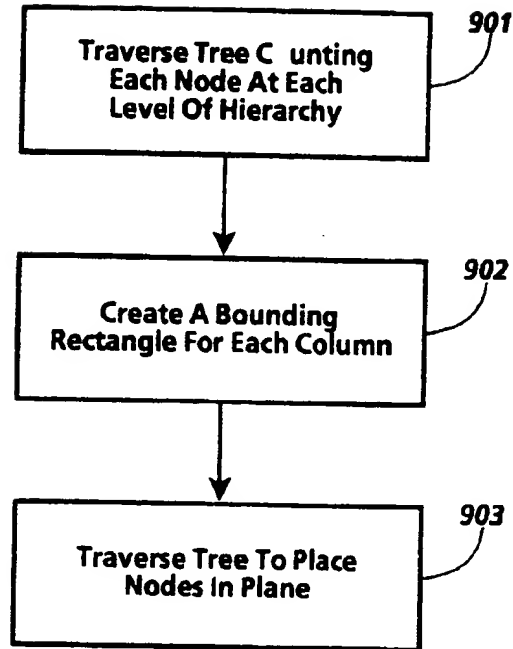 901
Traverse Tree C unting
Each Node At Each
Level Of Hierarchy
902
Create A Bounding
Rectangle For Each Column
903
Traverse Tree To Place
Nodes In Plane